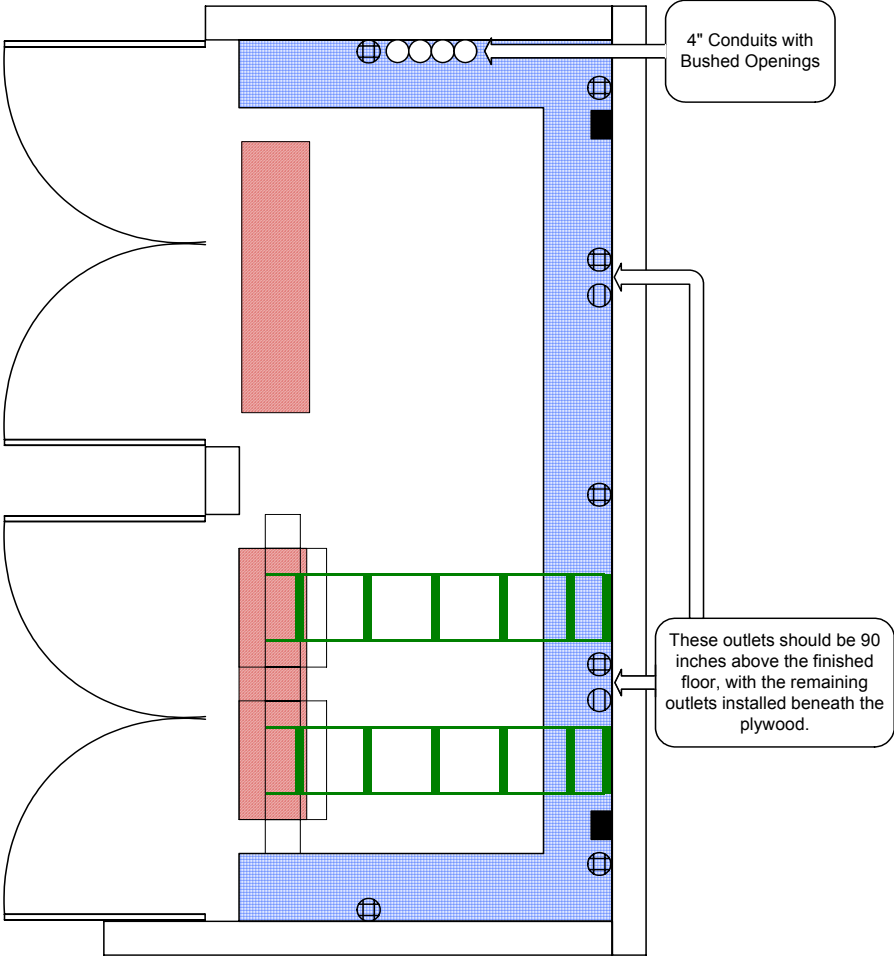 4" Conduits with
Bushed Openings
These outlets should be 90
inches above the finished
floor, with the remaining
outlets installed beneath the
plywood.